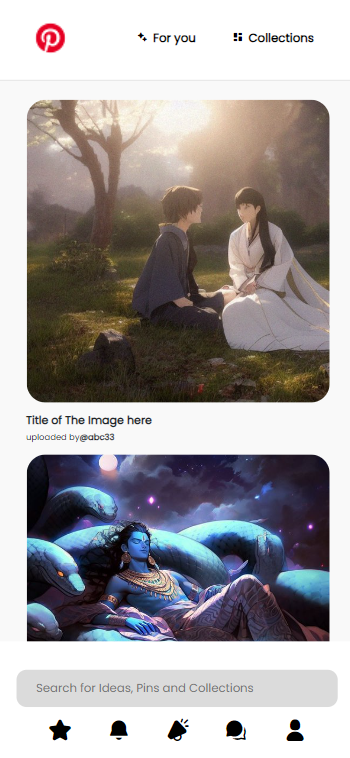 For you
Collections
Title of The Image here
uploaded by@abc33
Search for Ideas, Pins and Collections